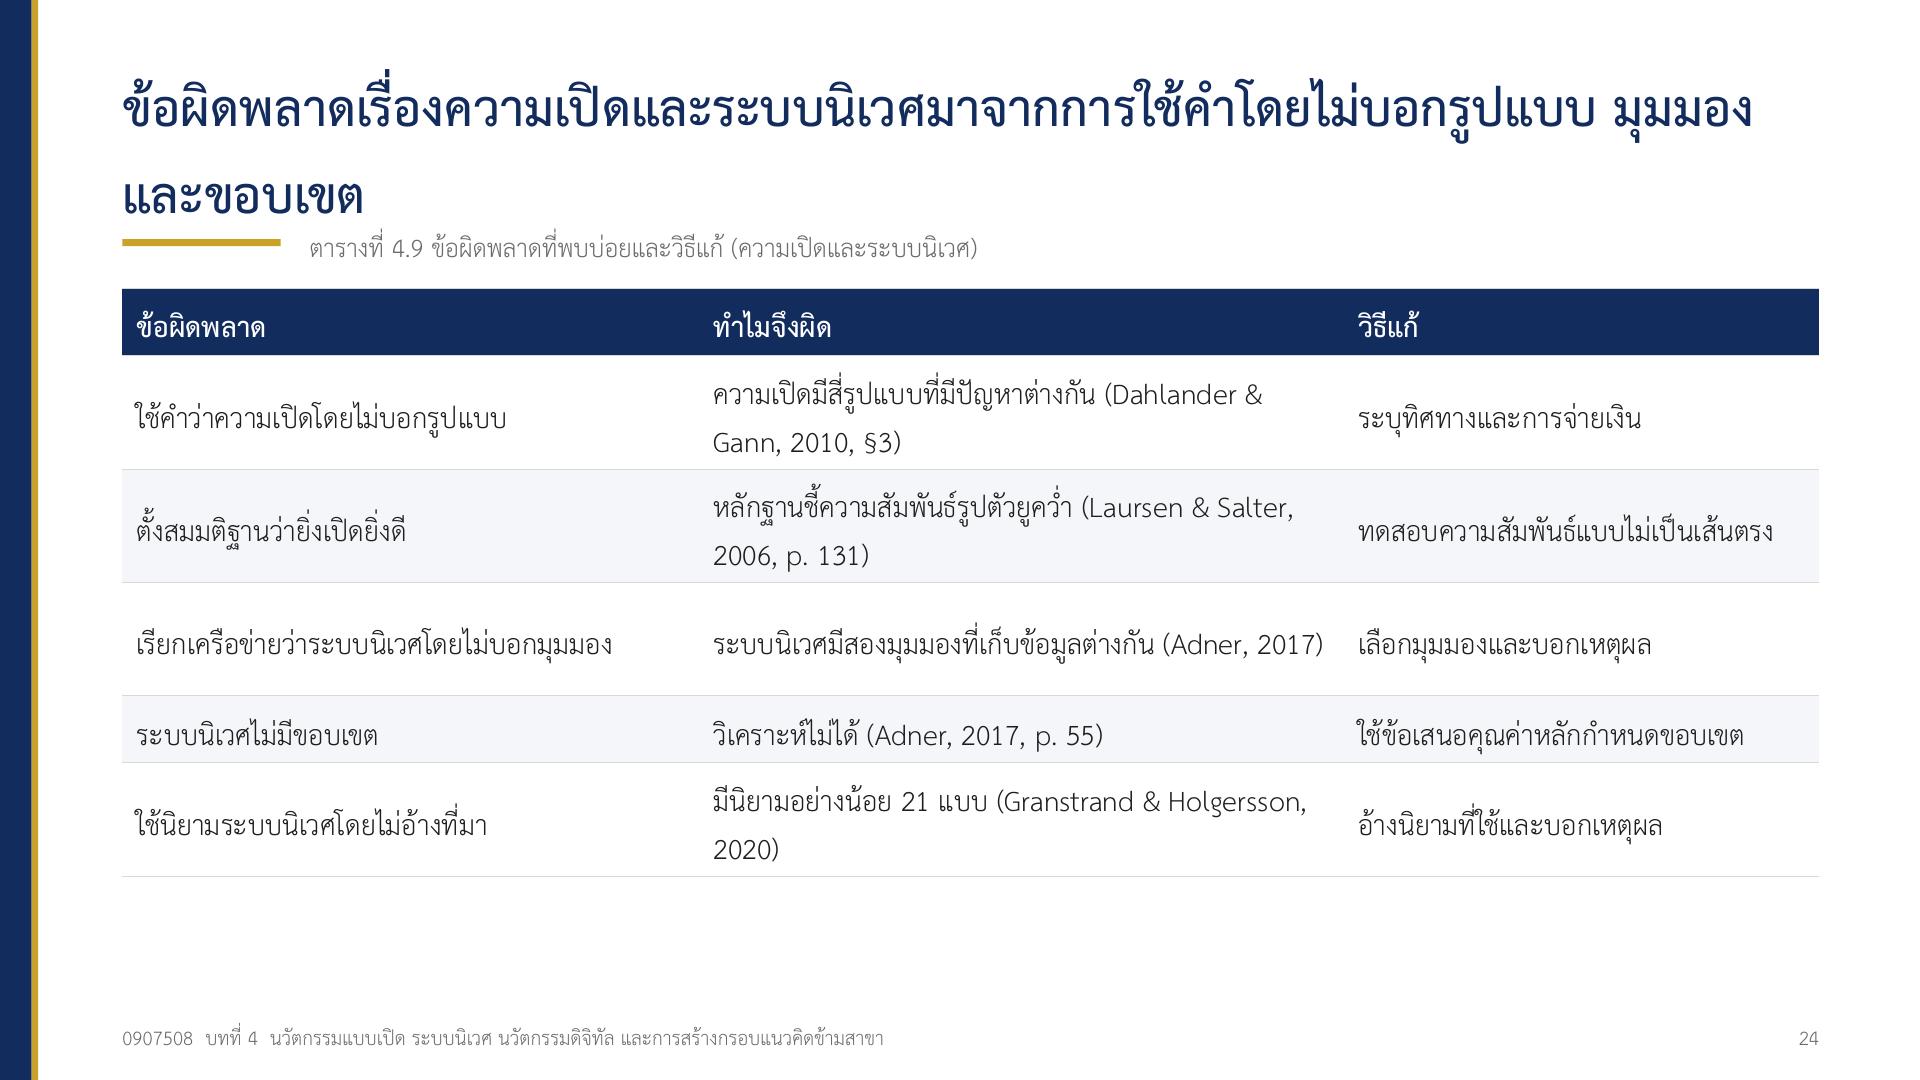 ข้อผิดพลาดเรื่องความเปิดและระบบนิเวศมาจากการใช้คำโดยไม่บอกรูปแบบ มุมมอง
และขอบเขต
ตารางที่ 4.9 ข้อผิดพลาดที่พบบ่อยและวิธีแก้ (ความเปิดและระบบนิเวศ)
ข้อผิดพลาด ทำไมจึงผิด วิธีแก้
ใช้คำว่าความเปิดโดยไม่บอกรูปแบบ
ความเปิดมีสี่รูปแบบที่มีปัญหาต่างกัน (Dahlander &
Gann, 2010, §3)
ระบุทิศทางและการจ่ายเงิน
ตั้งสมมติฐานว่ายิ่งเปิดยิ่งดี
หลักฐานชี้ความสัมพันธ์รูปตัวยูคว่ำ (Laursen & Salter,
2006, p. 131)
ทดสอบความสัมพันธ์แบบไม่เป็นเส้นตรง
เรียกเครือข่ายว่าระบบนิเวศโดยไม่บอกมุมมอง
ระบบนิเวศมีสองมุมมองที่เก็บข้อมูลต่างกัน (Adner, 2017)
เลือกมุมมองและบอกเหตุผล
ระบบนิเวศไม่มีขอบเขต
วิเคราะห์ไม่ได้ (Adner, 2017, p. 55)
ใช้ข้อเสนอคุณค่าหลักกำหนดขอบเขต
ใช้นิยามระบบนิเวศโดยไม่อ้างที่มา
มีนิยามอย่างน้อย 21 แบบ (Granstrand & Holgersson,
2020)
อ้างนิยามที่ใช้และบอกเหตุผล
0907508 บทที่ 4 นวัตกรรมแบบเปิด ระบบนิเวศ นวัตกรรมดิจิทัล และการสร้างกรอบแนวคิดข้ามสาขา
24